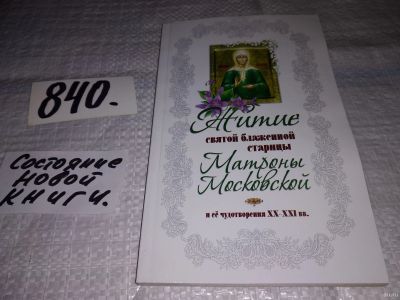 840.
Состояние
новой
книги.
Житие
святой блаженной
старицы
Матроны
Московской
и её чудотворения XX-XXI вв.